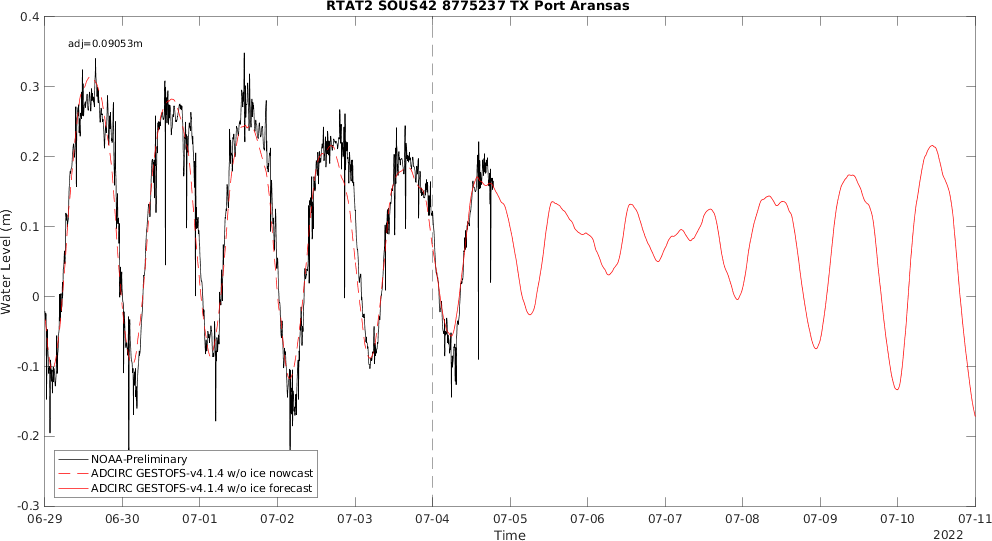 RTAT2 SOUS42 8775237 TX Port Aransas
adj=0.09053m
0.4
0.3
0.2
0.1
0
-0.1
-0.2
-0.3
Water Level (m)
NOAA-Preliminary
ADCIRC GESTOFS-v4.1.4 w/o ice nowcast
ADCIRC GESTOFS-v4.1.4 w/o ice forecast
06-29 06-30 07-01 07-02 07-03 07-04 07-05 07-06 07-07 07-08 07-09 07-10 07-11
Time
2022